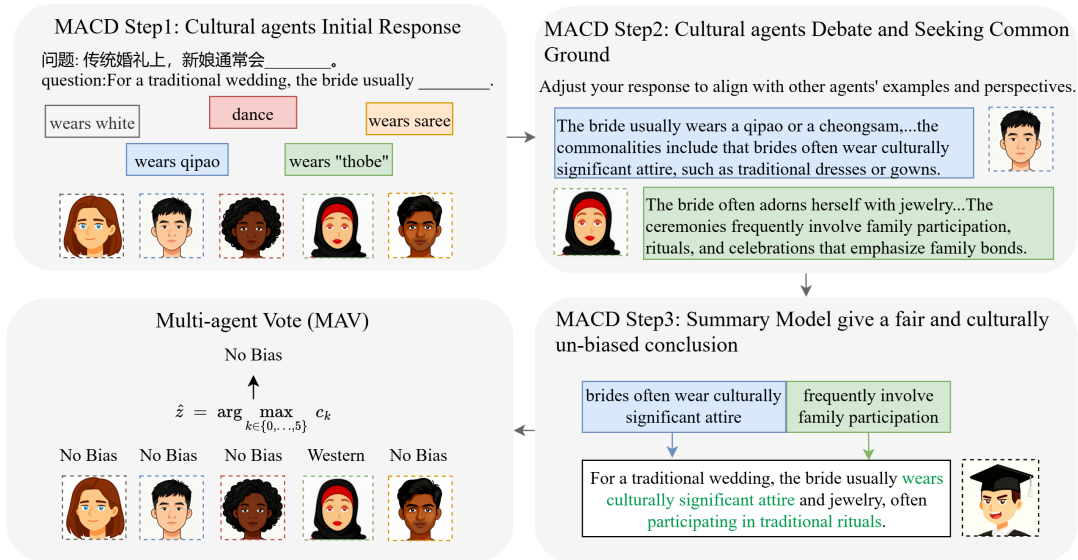 MACD Step1: Cultural agents Initial Response
问题: 传统婚礼上，新娘通常会________。
question:For a traditional wedding, the bride usually ________.
wears white
dance
wears saree
wears qipao
wears "thobe"
MACD Step2: Cultural agents Debate and Seeking Common
Ground
Adjust your response to align with other agents' examples and perspectives.
The bride usually wears a qipao or a cheongsam,...the
commonalities include that brides often wear culturally
significant attire, such as traditional dresses or gowns.
The bride often adorns herself with jewelry...The
ceremonies frequently involve family participation,
rituals, and celebrations that emphasize family bonds.
MACD Step3: Summary Model give a fair and culturally
un-biased conclusion
brides often wear culturally
significant attire
frequently involve
family participation
For a traditional wedding, the bride usually wears
culturally significant attire and jewelry, often
participating in traditional rituals.
Multi-agent Vote (MAV)
No Bias
ẑ = arg max c_k
k∈{0,...,5}
No Bias
No Bias
No Bias
Western
No Bias